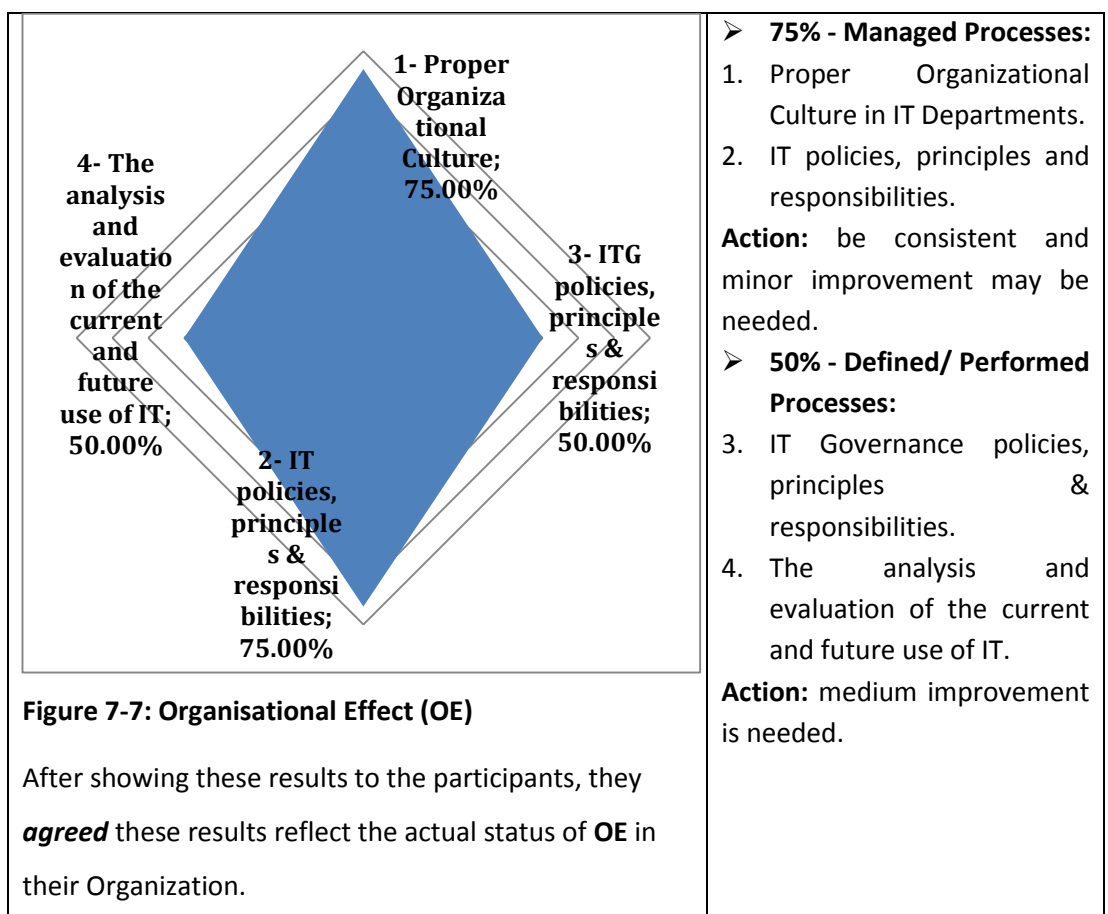 1- Proper
Organiza
tional
Culture;
75.00%
4- The
analysis
and
evaluatio
n of the
current
and
future
use of IT;
50.00%
3- ITG
policies,
principle
s &
responsi
bilities;
50.00%
2- IT
policies,
principle
s &
responsi
bilities;
75.00%
Figure 7-7: Organisational Effect (OE)
After showing these results to the participants, they
agreed these results reflect the actual status of OE in
their Organization.
➢ 75% - Managed Processes:
1. Proper Organizational
Culture in IT Departments.
2. IT policies, principles and
responsibilities.
Action: be consistent and
minor improvement may be
needed.
➢ 50% - Defined/ Performed
Processes:
3. IT Governance policies,
principles &
responsibilities.
4. The analysis and
evaluation of the current
and future use of IT.
Action: medium improvement
is needed.